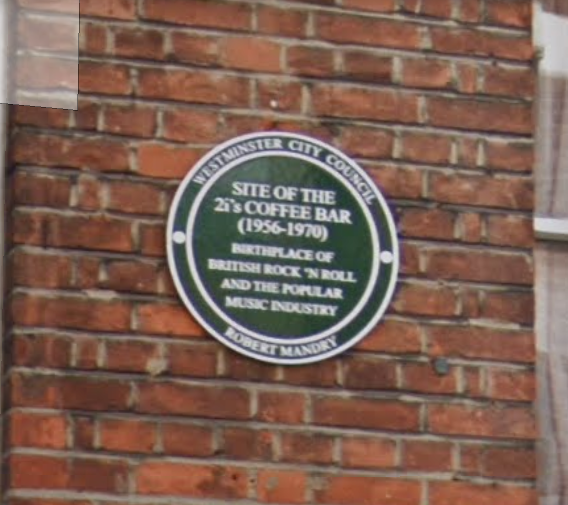 WESTMINSTER CITY COUNCIL
SITE OF THE
2i's COFFEE BAR
(1956-1970)
BIRTHPLACE OF
BRITISH ROCK 'N ROLL
AND THE POPULAR
MUSIC INDUSTRY
ROBERT MANDRY